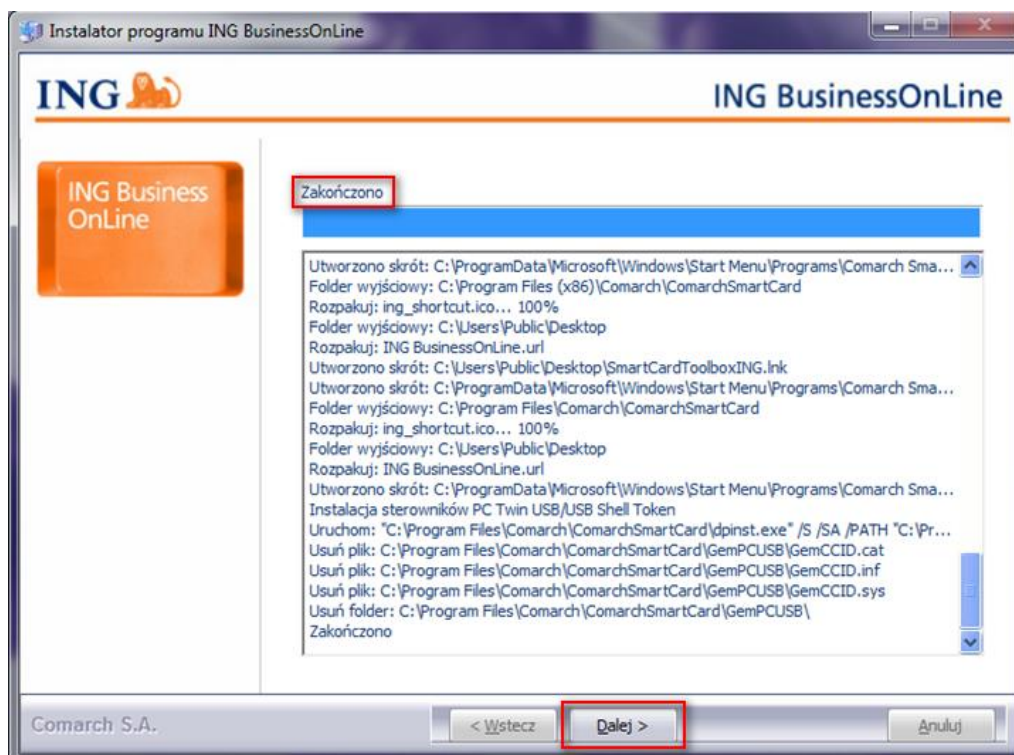 Instalator programu ING BusinessOnLine
ING
ING BusinessOnLine
ING Business
OnLine
Zakończono
Utworzono skrót: C:\ProgramData\Microsoft\Windows\Start Menu\Programs\Comarch Sma...
Folder wyjściowy: C:\Program Files (x86)\Comarch\ComarchSmartCard
Rozpakuj: ing_shortcut.ico... 100%
Folder wyjściowy: C:\Users\Public\Desktop
Rozpakuj: ING BusinessOnLine.url
Utworzono skrót: C:\Users\Public\Desktop\SmartCardToolboxING.lnk
Utworzono skrót: C:\ProgramData\Microsoft\Windows\Start Menu\Programs\Comarch Sma...
Folder wyjściowy: C:\Program Files\Comarch\ComarchSmartCard
Rozpakuj: ing_shortcut.ico... 100%
Folder wyjściowy: C:\Users\Public\Desktop
Rozpakuj: ING BusinessOnLine.url
Utworzono skrót: C:\ProgramData\Microsoft\Windows\Start Menu\Programs\Comarch Sma...
Instalacja sterowników PC Twin USB/USB Shell Token
Uruchom: "C:\Program Files\Comarch\ComarchSmartCard\dpinst.exe" /S /SA /PATH "C:\Pr...
Usuń plik: C:\Program Files\Comarch\ComarchSmartCard\GemPCUSB\GemCCID.cat
Usuń plik: C:\Program Files\Comarch\ComarchSmartCard\GemPCUSB\GemCCID.inf
Usuń plik: C:\Program Files\Comarch\ComarchSmartCard\GemPCUSB\GemCCID.sys
Usuń folder: C:\Program Files\Comarch\ComarchSmartCard\GemPCUSB\
Zakończono
Comarch S.A.
< Wstecz
Dalej >
Anuluj